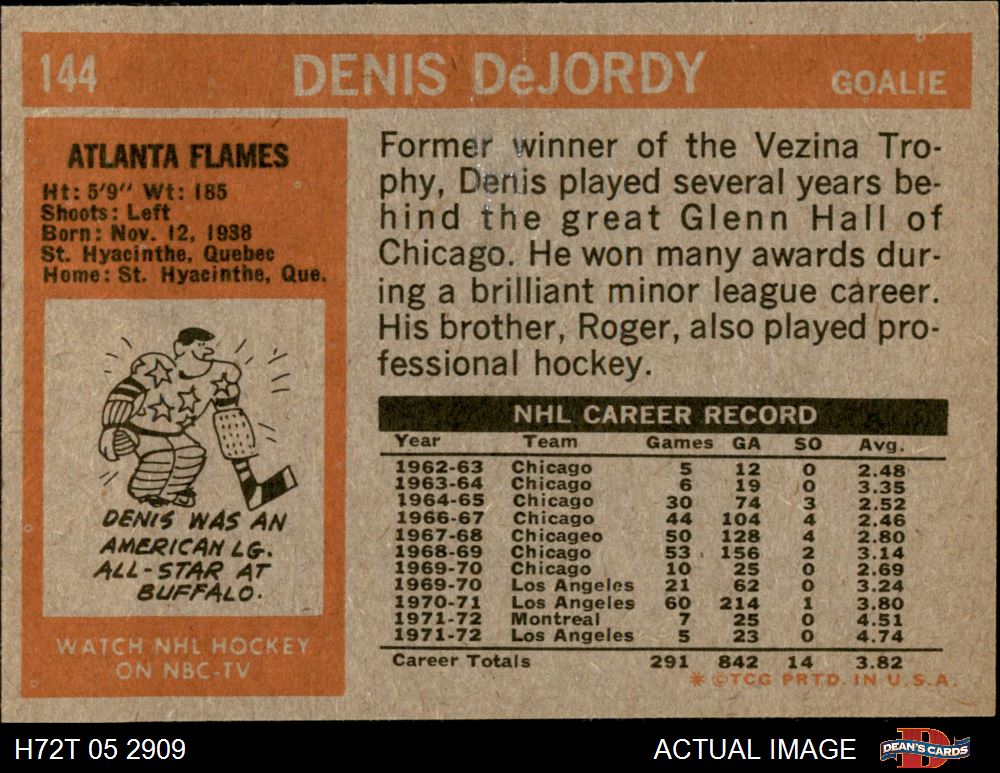 144 DENIS DeJORDY GOALIE
ATLANTA FLAMES
Ht: 5'9" Wt: 185
Shoots: Left
Born: Nov. 12, 1938
St. Hyacinthe, Quebec
Home: St. Hyacinthe, Que.
DENIS WAS AN
AMERICAN LG.
ALL-STAR AT
BUFFALO.
WATCH NHL HOCKEY
ON NBC-TV
Former winner of the Vezina Tro-
phy, Denis played several years be-
hind the great Glenn Hall of
Chicago. He won many awards dur-
ing a brilliant minor league career.
His brother, Roger, also played pro-
fessional hockey.
NHL CAREER RECORD
Year Team Games GA SO Avg.
1962-63 Chicago 5 12 0 2.48
1963-64 Chicago 6 19 0 3.35
1964-65 Chicago 30 74 3 2.52
1966-67 Chicago 44 104 4 2.46
1967-68 Chicageo 50 128 4 2.80
1968-69 Chicago 53 156 2 3.14
1969-70 Chicago 10 25 0 2.69
1969-70 Los Angeles 21 62 0 3.24
1970-71 Los Angeles 60 214 1 3.80
1971-72 Montreal 7 25 0 4.51
1971-72 Los Angeles 5 23 0 4.74
Career Totals 291 842 14 3.82
* ©TCG PRTD. IN U.S.A.
H72T 05 2909 ACTUAL IMAGE DEAN'S CARDS